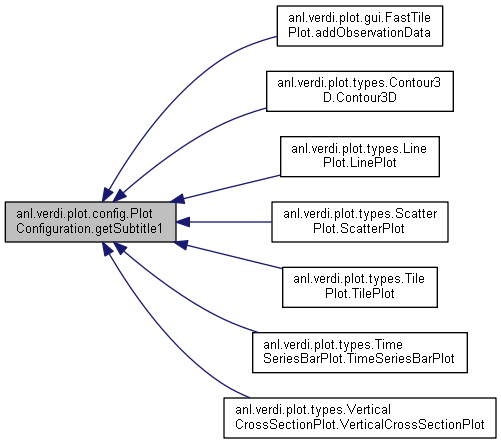 anl.verdi.plot.gui.FastTile
Plot.addObservationData
anl.verdi.plot.types.Contour3
D.Contour3D
anl.verdi.plot.types.Line
Plot.LinePlot
anl.verdi.plot.config.Plot
Configuration.getSubtitle1
anl.verdi.plot.types.Scatter
Plot.ScatterPlot
anl.verdi.plot.types.Tile
Plot.TilePlot
anl.verdi.plot.types.Time
SeriesBarPlot.TimeSeriesBarPlot
anl.verdi.plot.types.Vertical
CrossSectionPlot.VerticalCrossSectionPlot